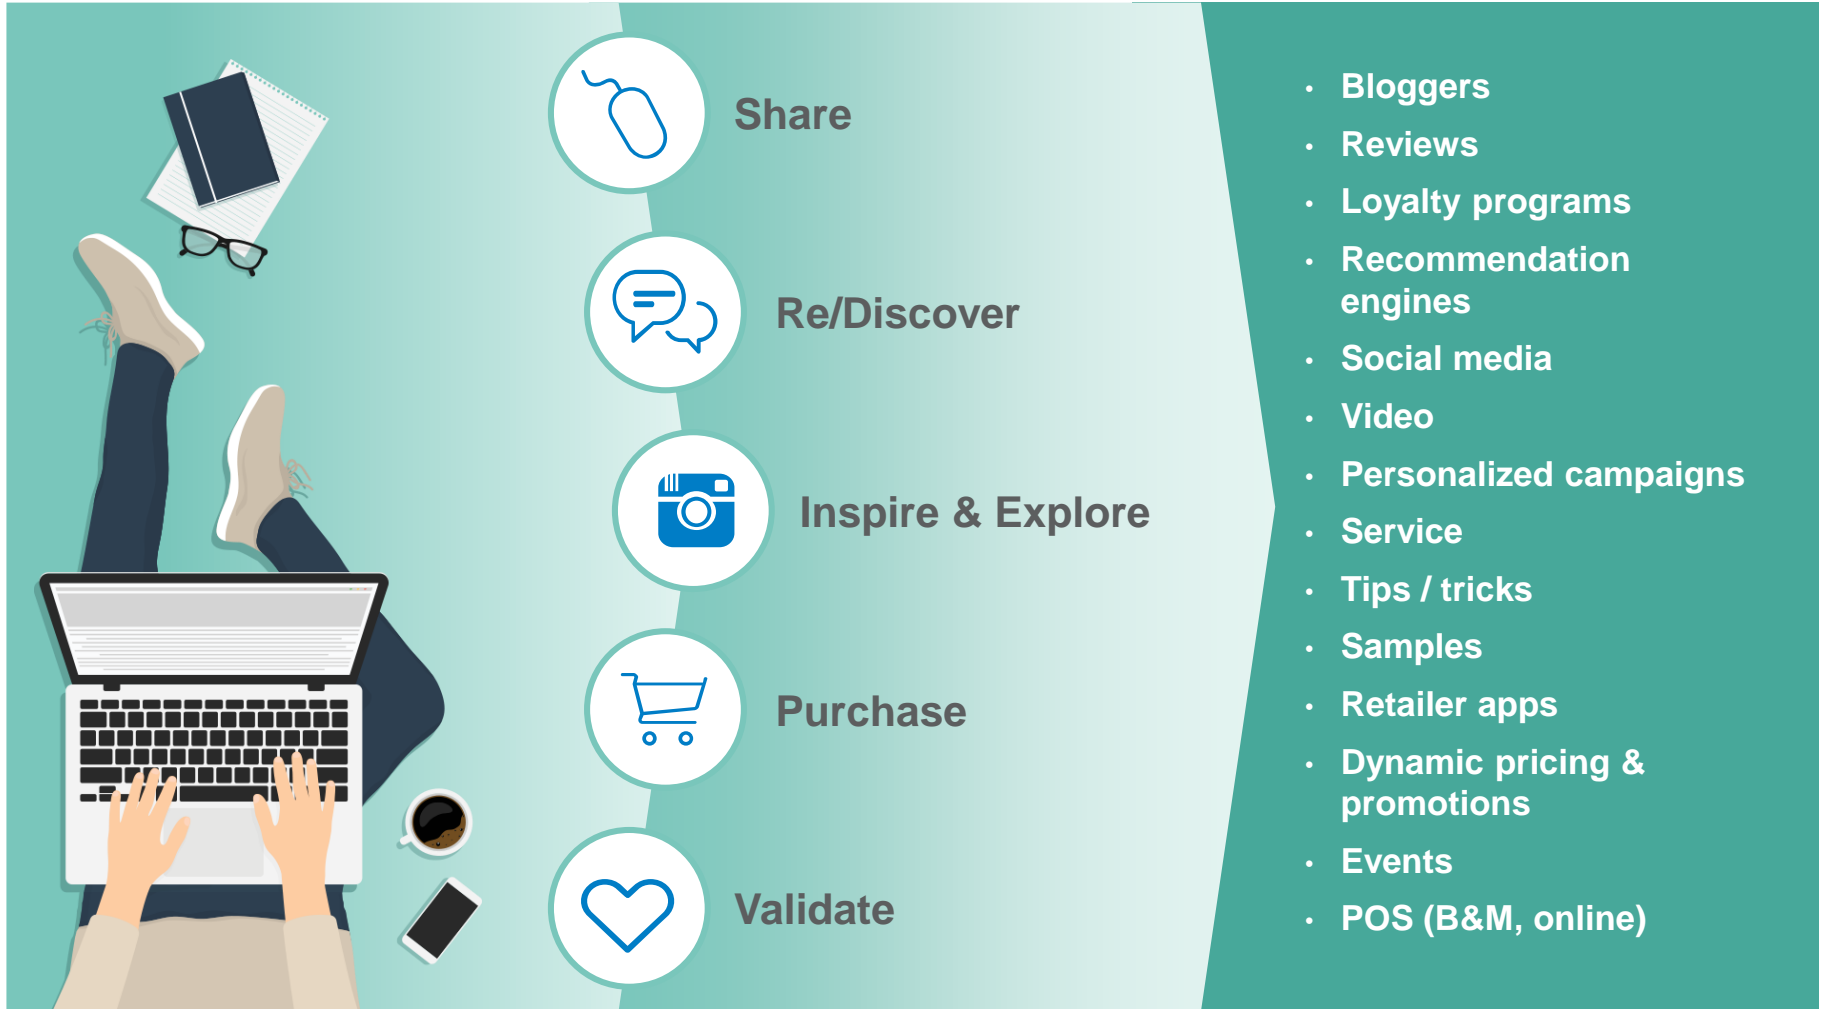 Share
Re/Discover
Inspire & Explore
Purchase
Validate
• Bloggers
• Reviews
• Loyalty programs
• Recommendation
engines
• Social media
• Video
• Personalized campaigns
• Service
• Tips / tricks
• Samples
• Retailer apps
• Dynamic pricing &
promotions
• Events
• POS (B&M, online)